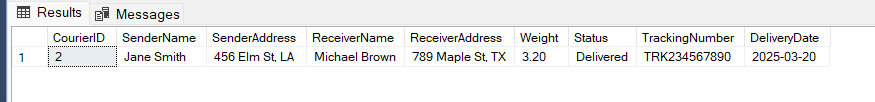 Results Messages
CourierID SenderName SenderAddress ReceiverName ReceiverAddress Weight Status TrackingNumber DeliveryDate
1 2 Jane Smith 456 Elm St, LA Michael Brown 789 Maple St, TX 3.20 Delivered TRK234567890 2025-03-20